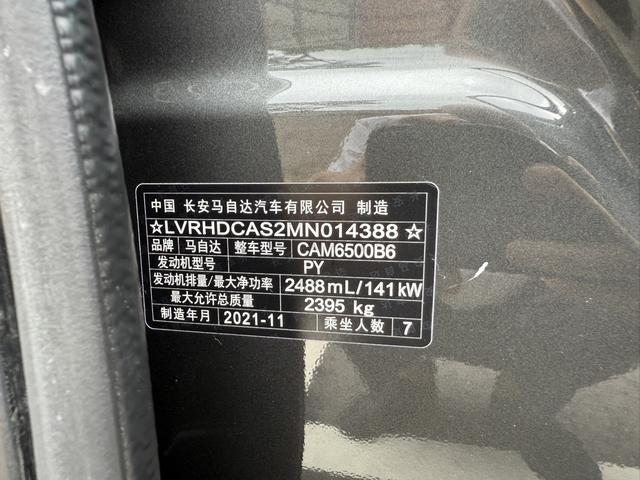 中国 长安马自达汽车有限公司 制造
☆LVRHDCAS2MN014388☆
品牌 马自达 整车型号 CAM6500B6
发动机型号 PY
发动机排量/最大净功率 2488mL/141kW
最大允许总质量 2395 kg
制造年月 2021-11 乘坐人数 7